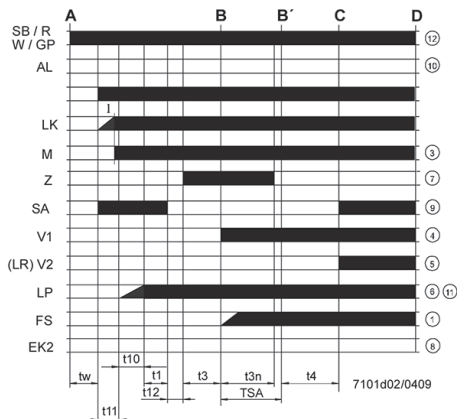 A B B´ C D
SB / R
W / GP ⑫
AL ⑩
I
LK
M ③
Z ⑦
SA ⑨
V1 ④
(LR) V2 ⑤
LP ⑥ ⑪
FS ①
EK2 ⑧
tw t10 t1 t3 t3n t4 7101d02/0409
t12 TSA
t11